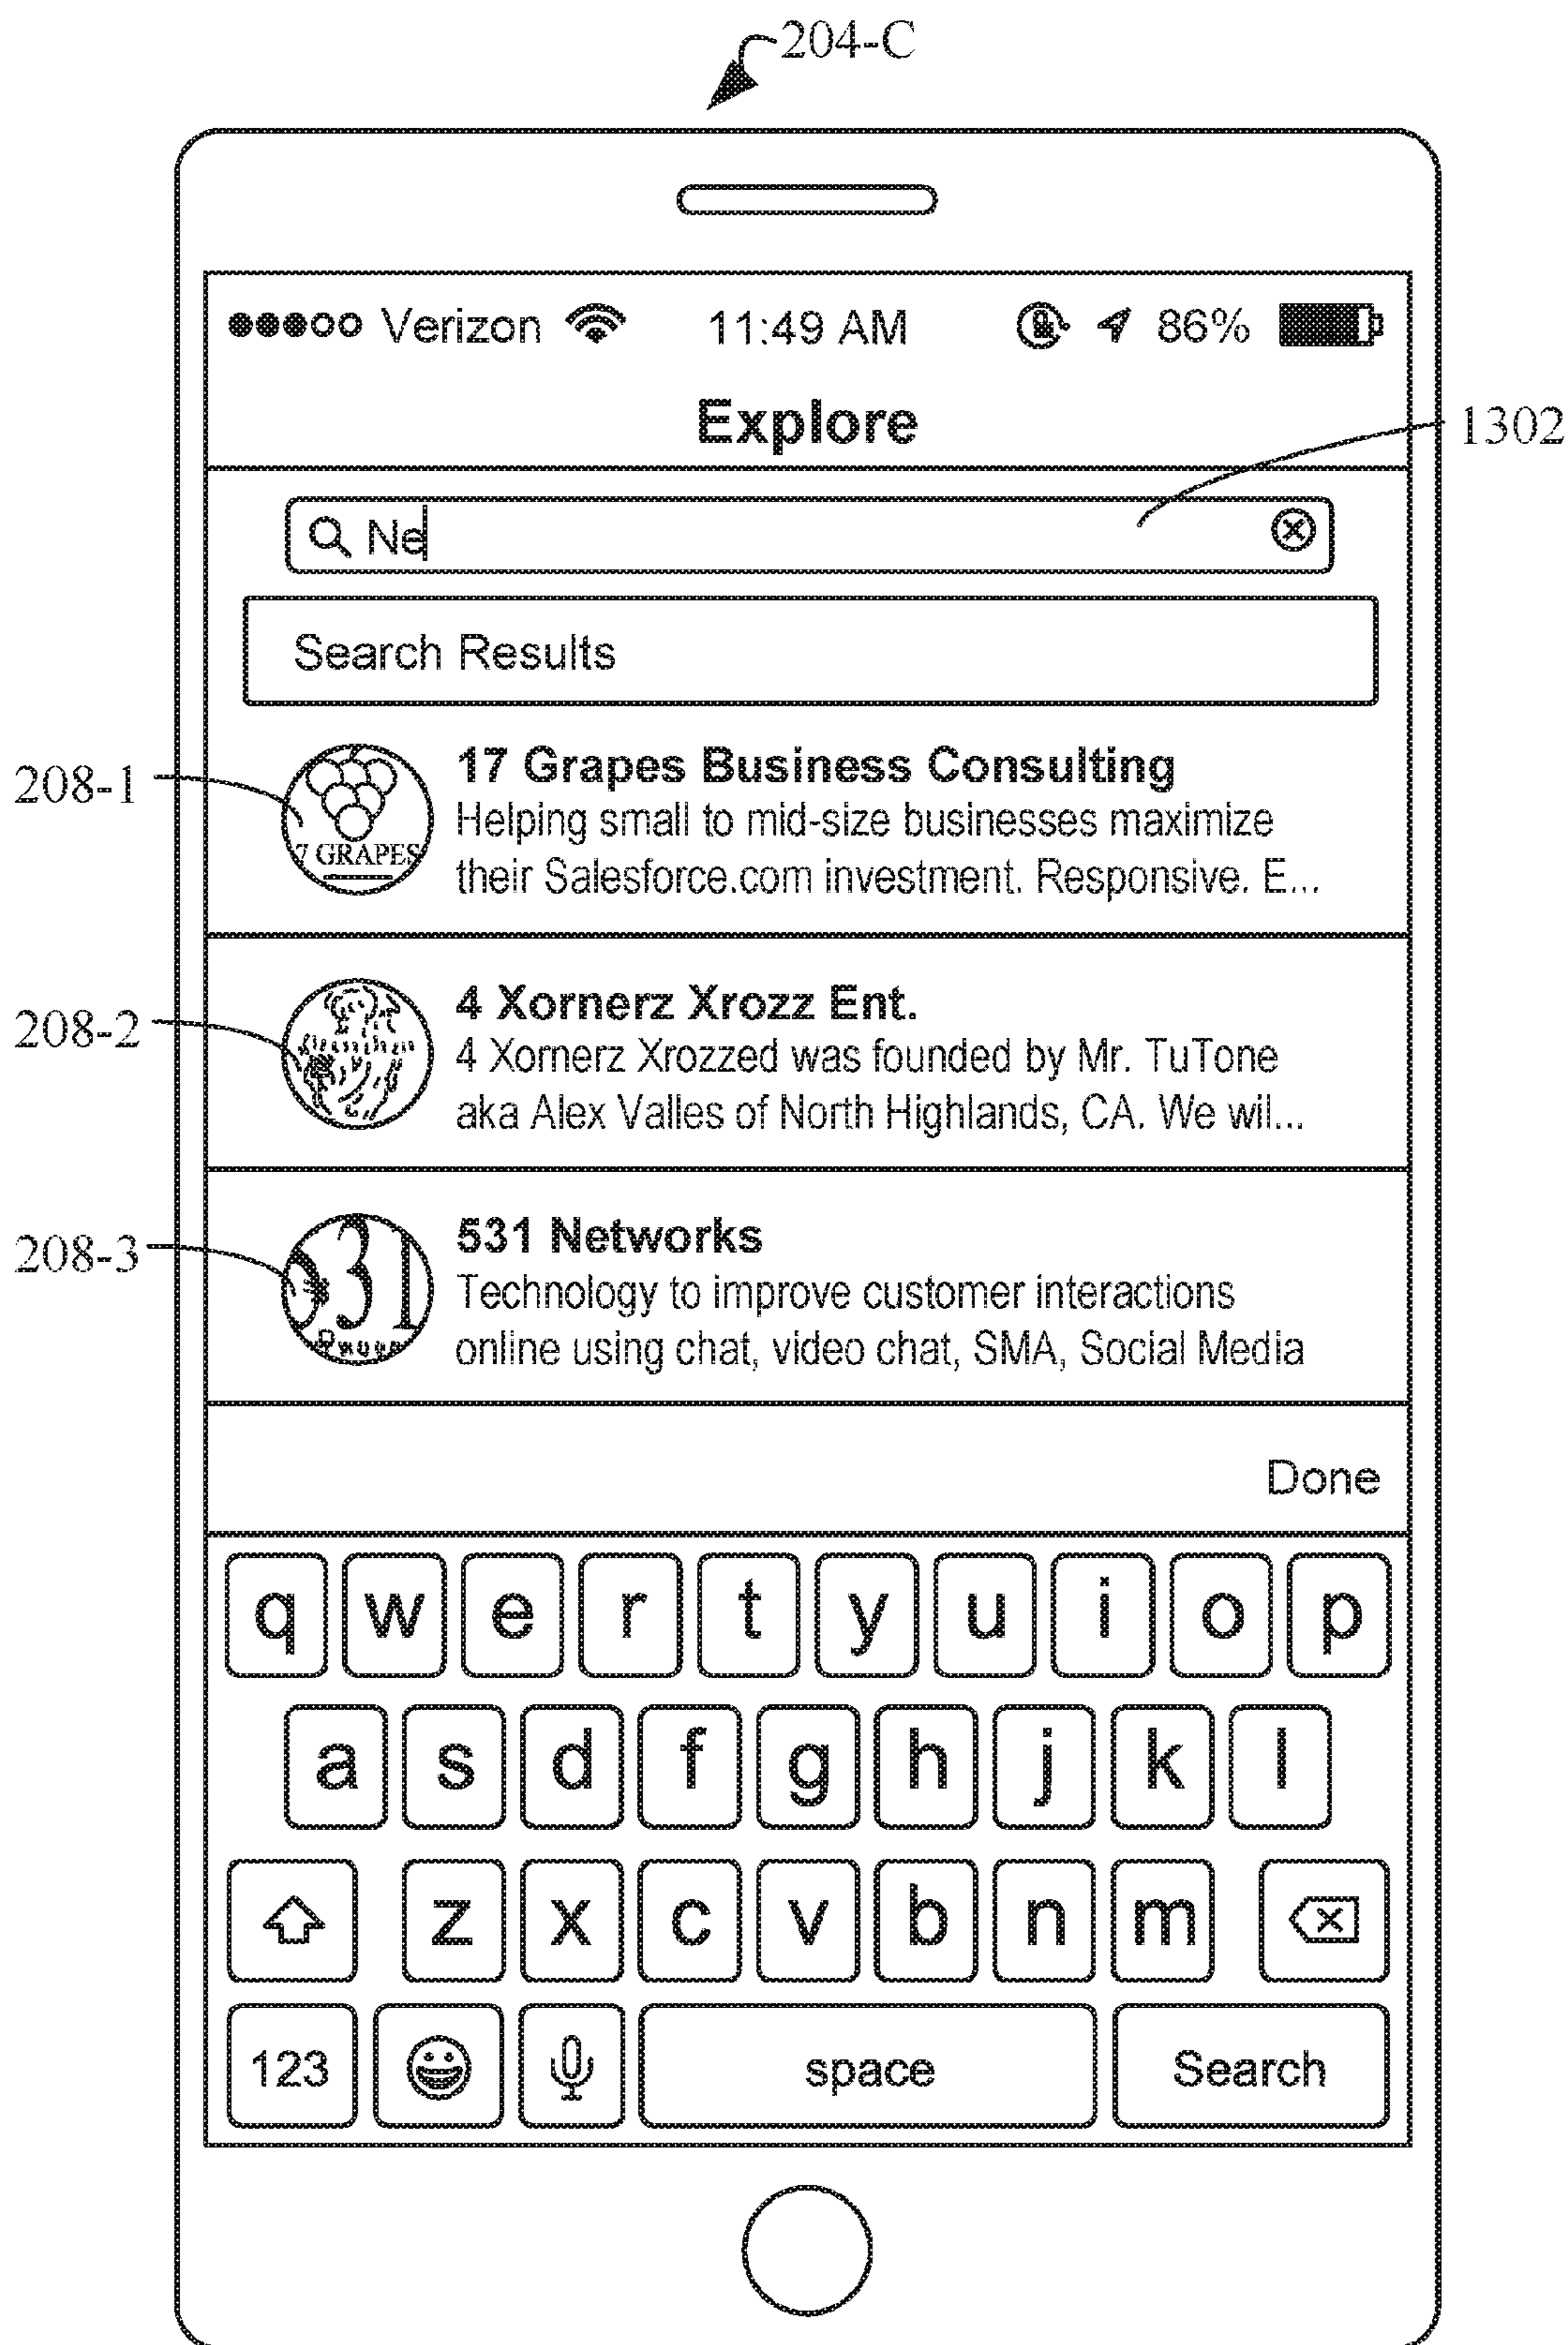 204-C
Verizon 11:49 AM 86%
Explore
1302
Ne
Search Results
208-1
7 GRAPES
17 Grapes Business Consulting
Helping small to mid-size businesses maximize
their Salesforce.com investment. Responsive. E...
208-2
4 Xornerz Xrozz Ent.
4 Xornerz Xrozzed was founded by Mr. TuTone
aka Alex Valles of North Highlands, CA. We wil...
208-3
531
531 Networks
Technology to improve customer interactions
online using chat, video chat, SMA, Social Media
Done
q w e r t y u i o p
a s d f g h j k l
z x c v b n m
123 space Search